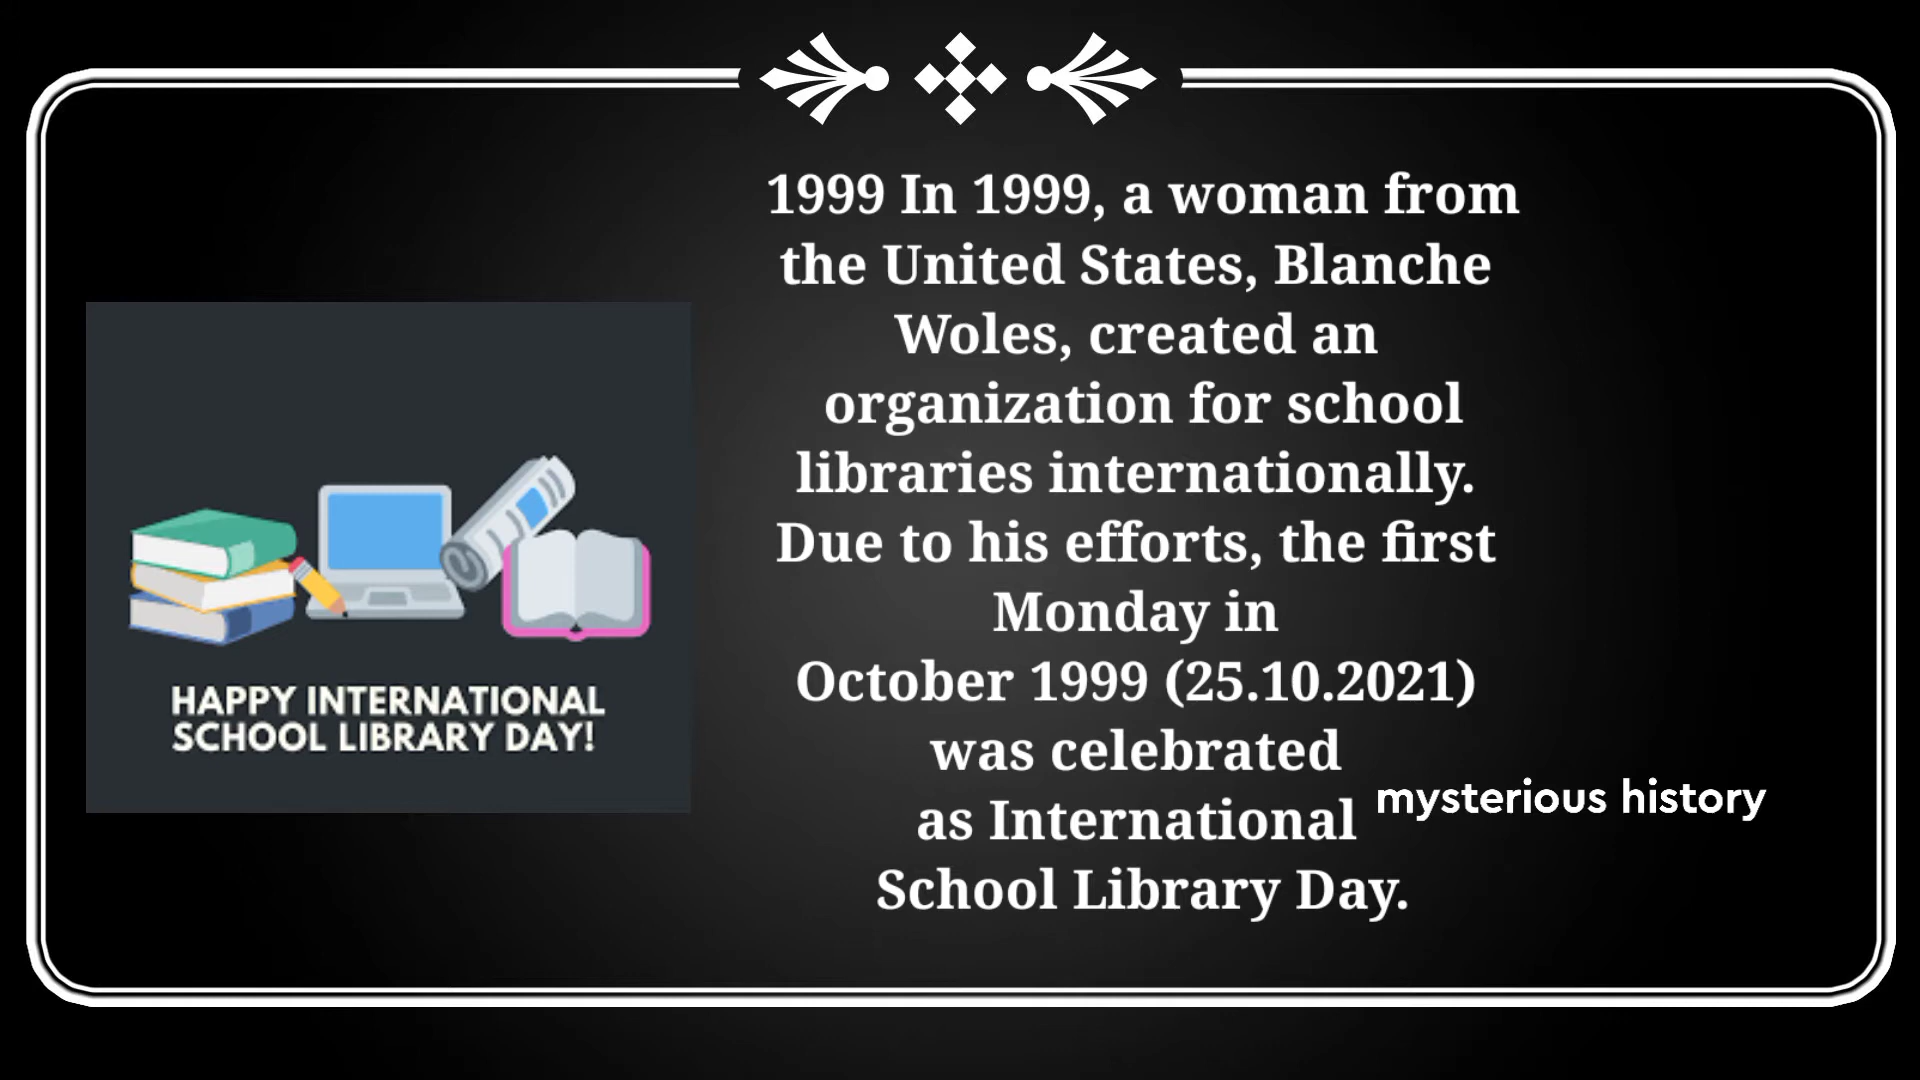 1999 In 1999, a woman from
the United States, Blanche
Woles, created an
organization for school
libraries internationally.
Due to his efforts, the first
Monday in
October 1999 (25.10.2021)
was celebrated
as International
School Library Day.
mysterious history
HAPPY INTERNATIONAL
SCHOOL LIBRARY DAY!